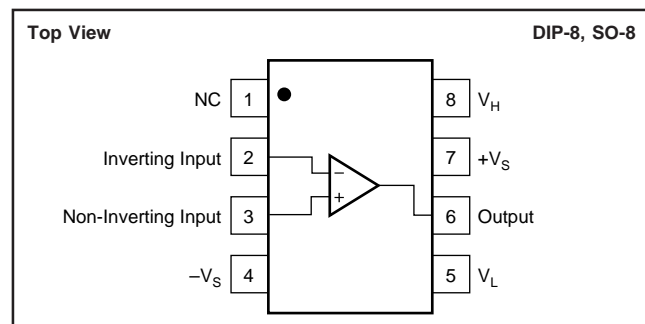 Top View
DIP-8, SO-8
NC 1
8 VH
Inverting Input 2
7 +VS
−
+
Non-Inverting Input 3
6 Output
–VS 4
5 VL